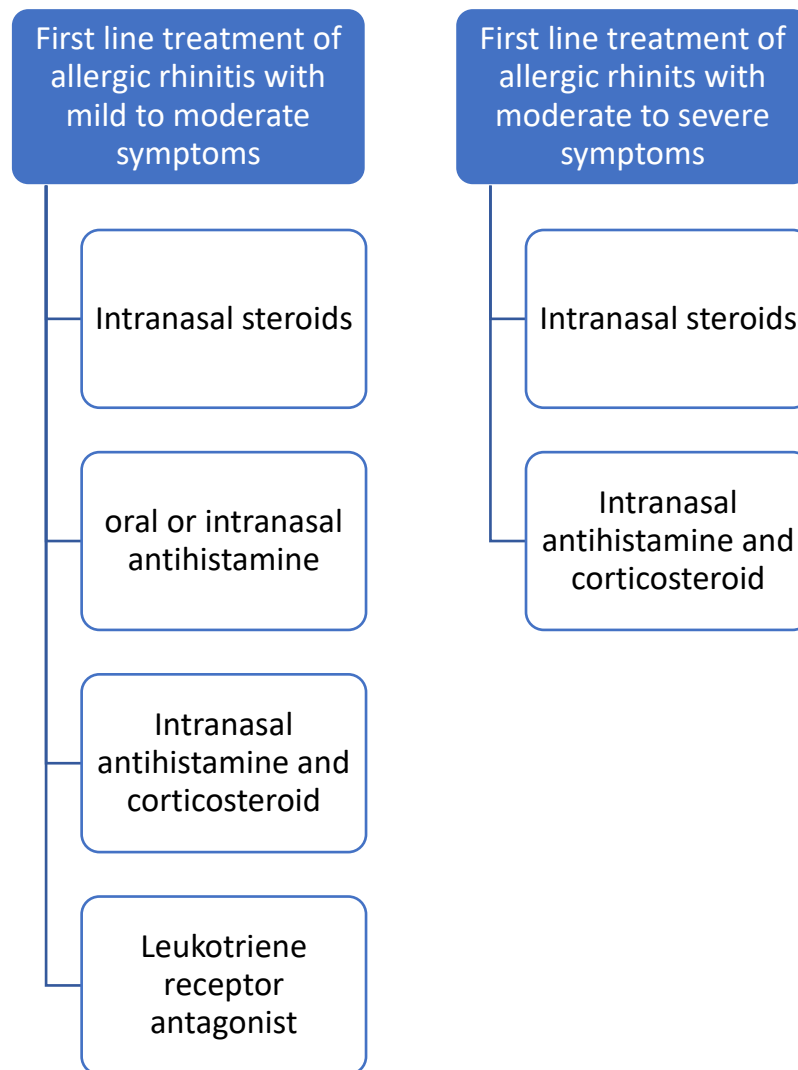 First line treatment of
allergic rhinitis with
mild to moderate
symptoms
Intranasal steroids
oral or intranasal
antihistamine
Intranasal
antihistamine and
corticosteroid
Leukotriene
receptor
antagonist
First line treatment of
allergic rhinits with
moderate to severe
symptoms
Intranasal steroids
Intranasal
antihistamine and
corticosteroid